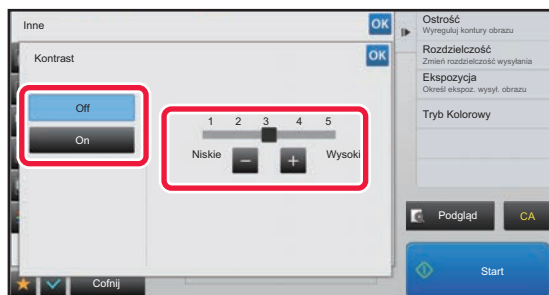 Inne
OK
Kontrast
OK
Off
On
1 2 3 4 5
Niskie
Wysoki
Cofnij
Ostrość
Wyreguluj kontury obrazu
Rozdzielczość
Zmień rozdzielczość wysyłania
Ekspozycja
Określ ekspoz. wysył. obrazu
Tryb Kolorowy
Podgląd
CA
Start